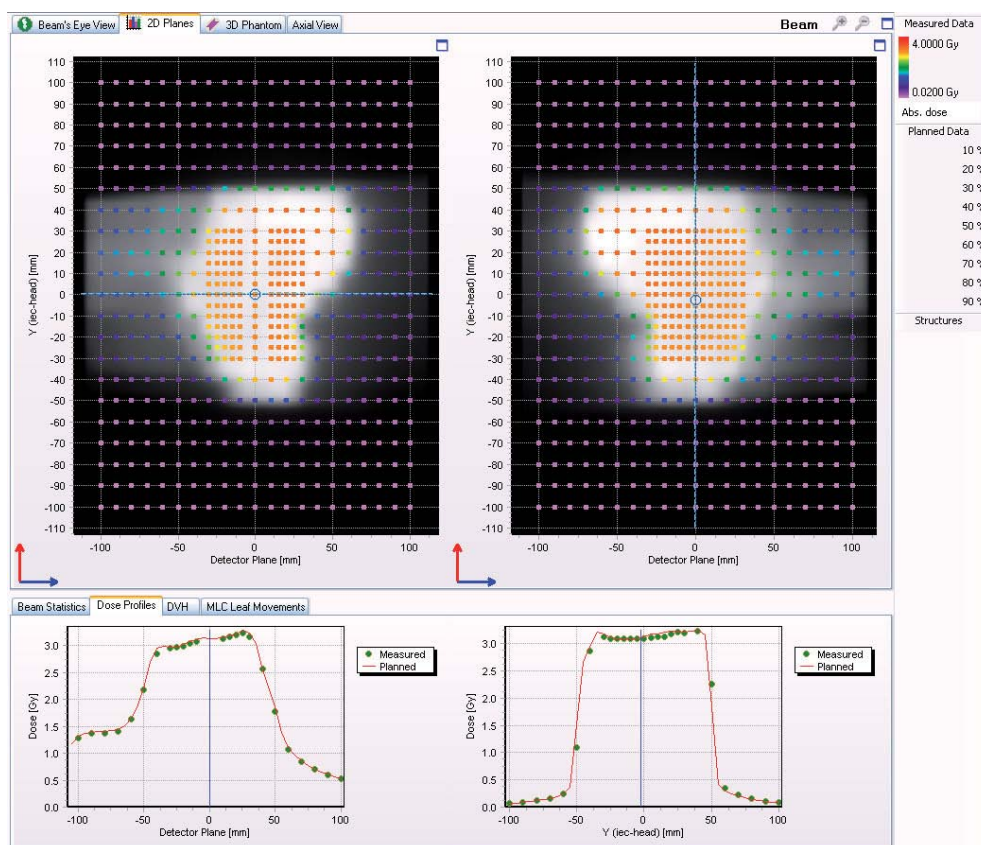 Beam's Eye View 2D Planes 3D Phantom Axial View Beam
Measured Data
4.0000 Gy
0.0200 Gy
Abs. dose
Planned Data
10 %
20 %
30 %
40 %
50 %
60 %
70 %
80 %
90 %
Structures
110
100
90
80
70
60
50
40
30
20
10
0
-10
-20
-30
-40
-50
-60
-70
-80
-90
-100
-110
Y (iec-head) [mm]
-100 -50 0 50 100
Detector Plane [mm]
110
100
90
80
70
60
50
40
30
20
10
0
-10
-20
-30
-40
-50
-60
-70
-80
-90
-100
-110
Y (iec-head) [mm]
-100 -50 0 50 100
Detector Plane [mm]
Beam Statistics Dose Profiles DVH MLC Leaf Movements
3.0
2.5
2.0
1.5
1.0
0.5
0.0
Dose [Gy]
-100 -50 0 50 100
Detector Plane [mm]
Measured
Planned
3.0
2.5
2.0
1.5
1.0
0.5
0.0
Dose [Gy]
-100 -50 0 50 100
Y (iec-head) [mm]
Measured
Planned